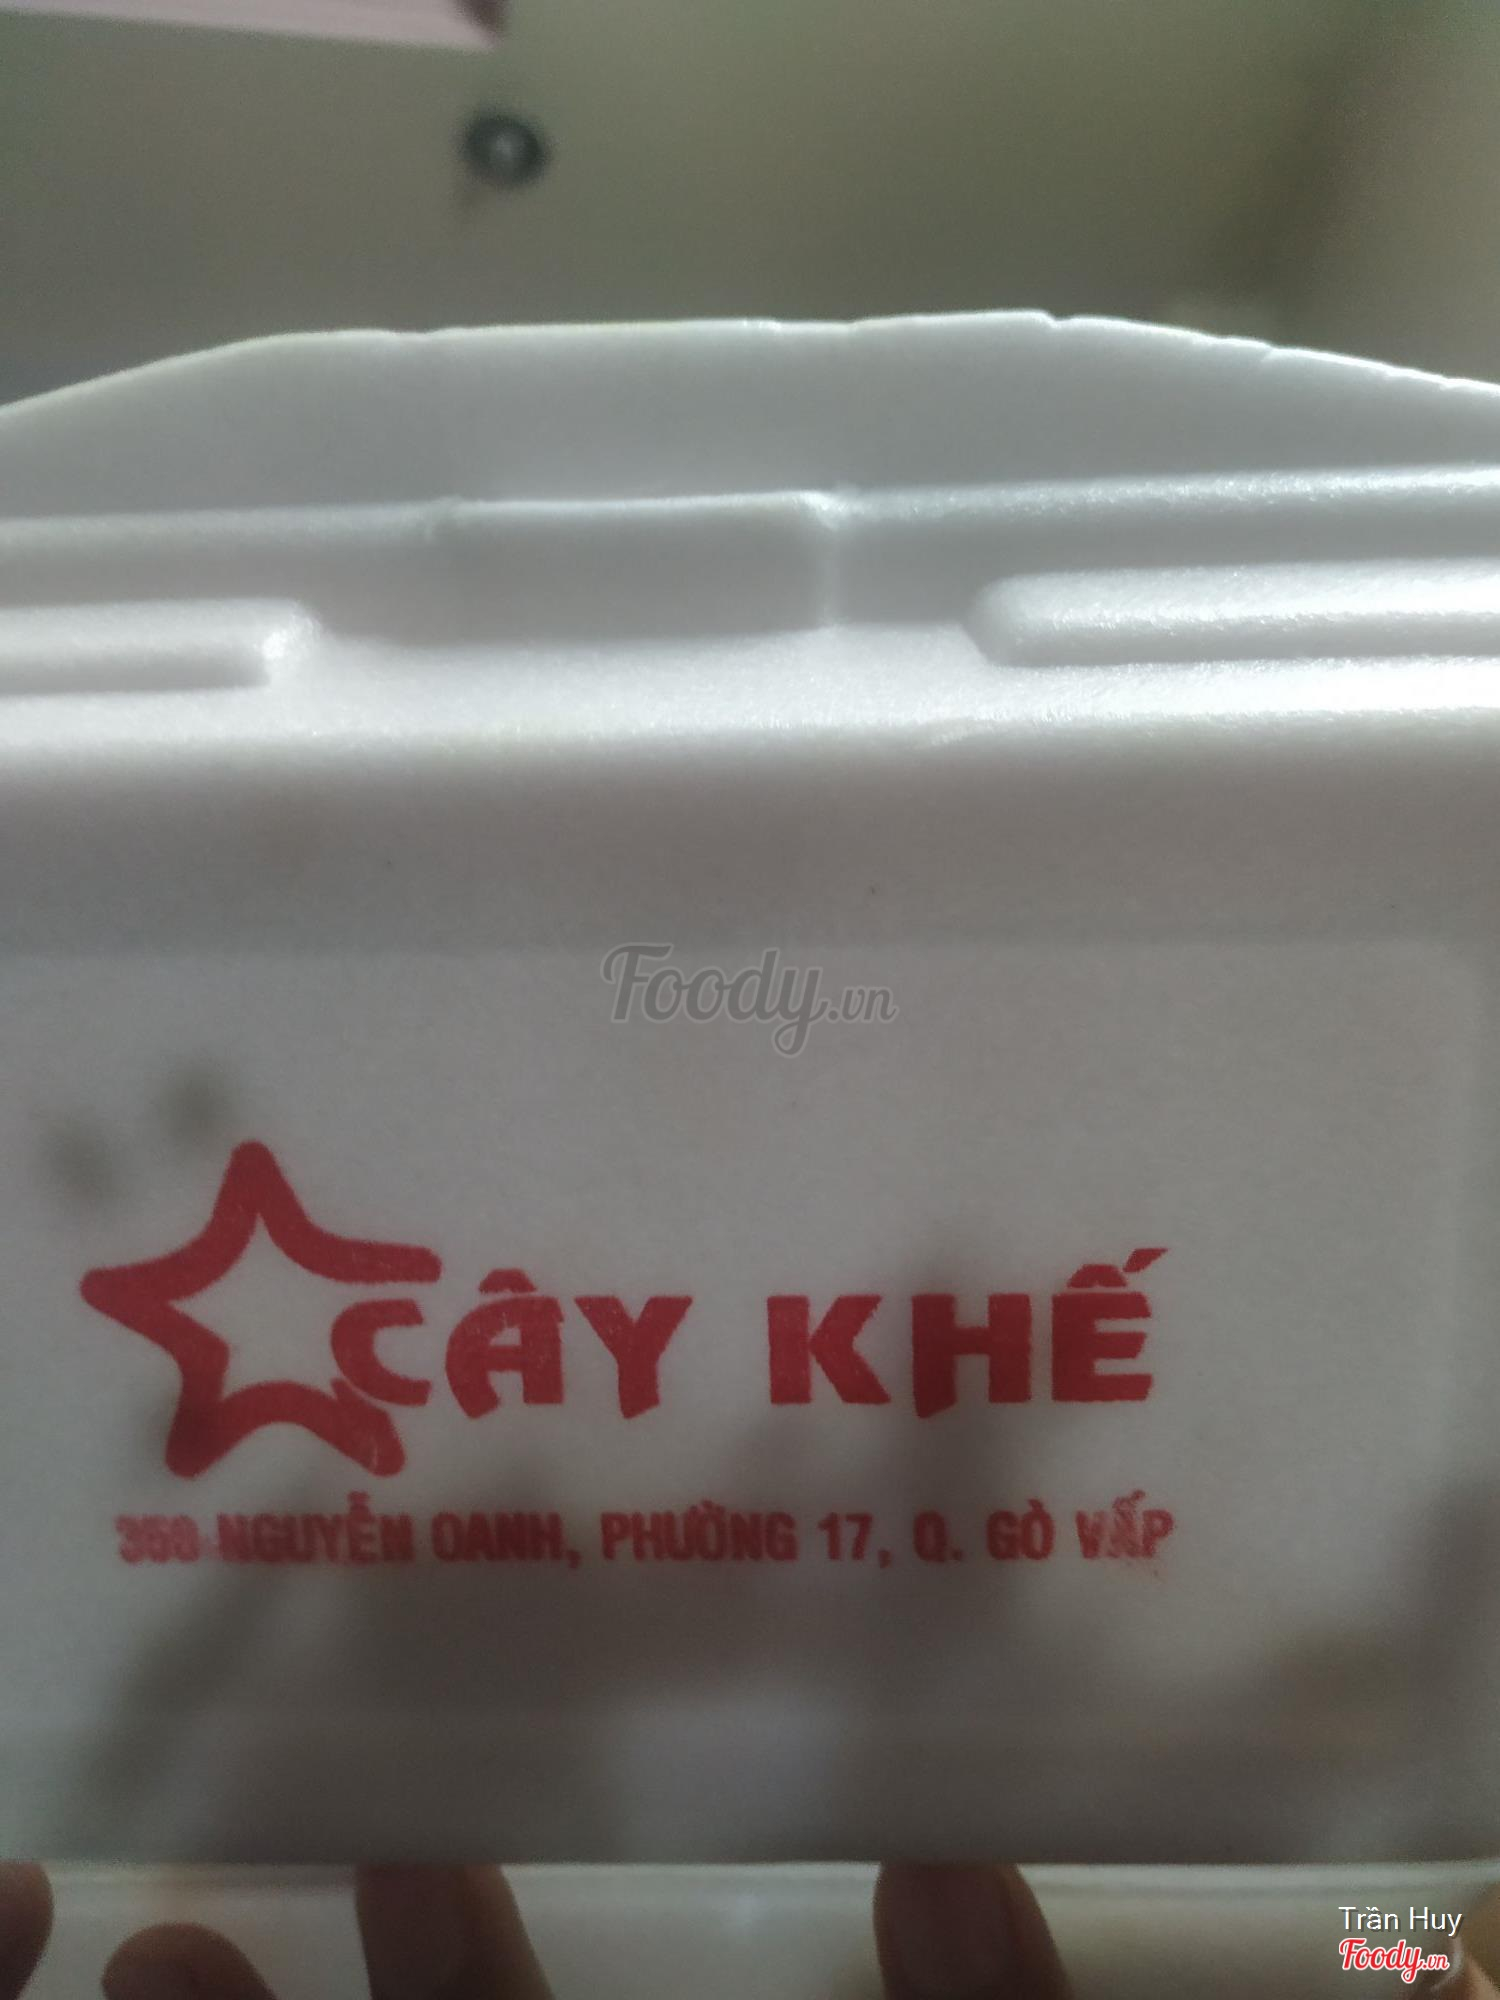 Foody.vn
CÂY KHẾ
NGUYỄN OANH, PHƯỜNG 17, Q. GÒ VẤP
Trần Huy
Foody.vn